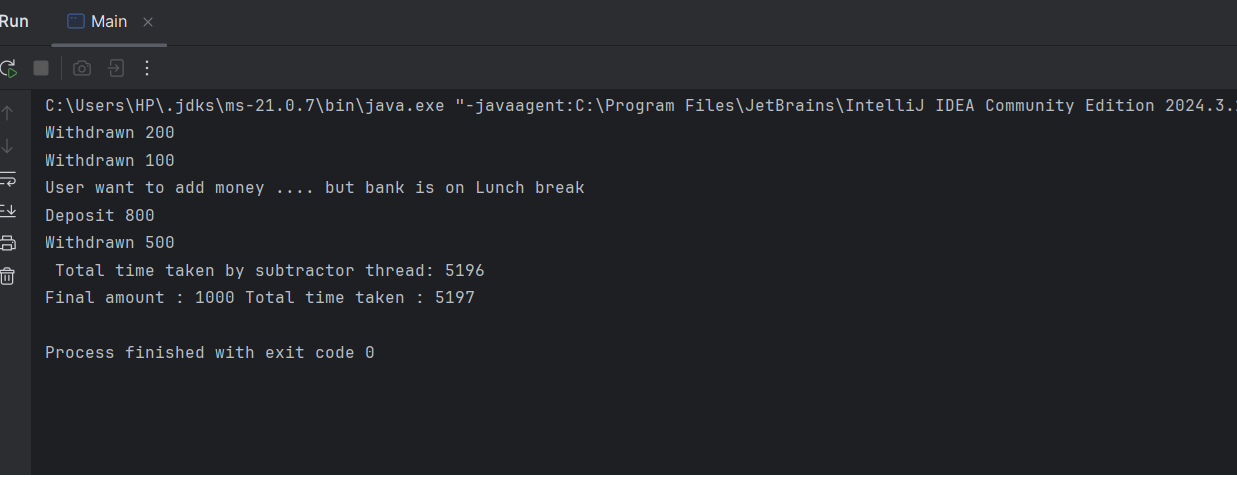 Run
Main
C:\Users\HP\.jdks\ms-21.0.7\bin\java.exe "-javaagent:C:\Program Files\JetBrains\IntelliJ IDEA Community Edition 2024.3.
Withdrawn 200
Withdrawn 100
User want to add money .... but bank is on Lunch break
Deposit 800
Withdrawn 500
 Total time taken by subtractor thread: 5196
Final amount : 1000 Total time taken : 5197
Process finished with exit code 0